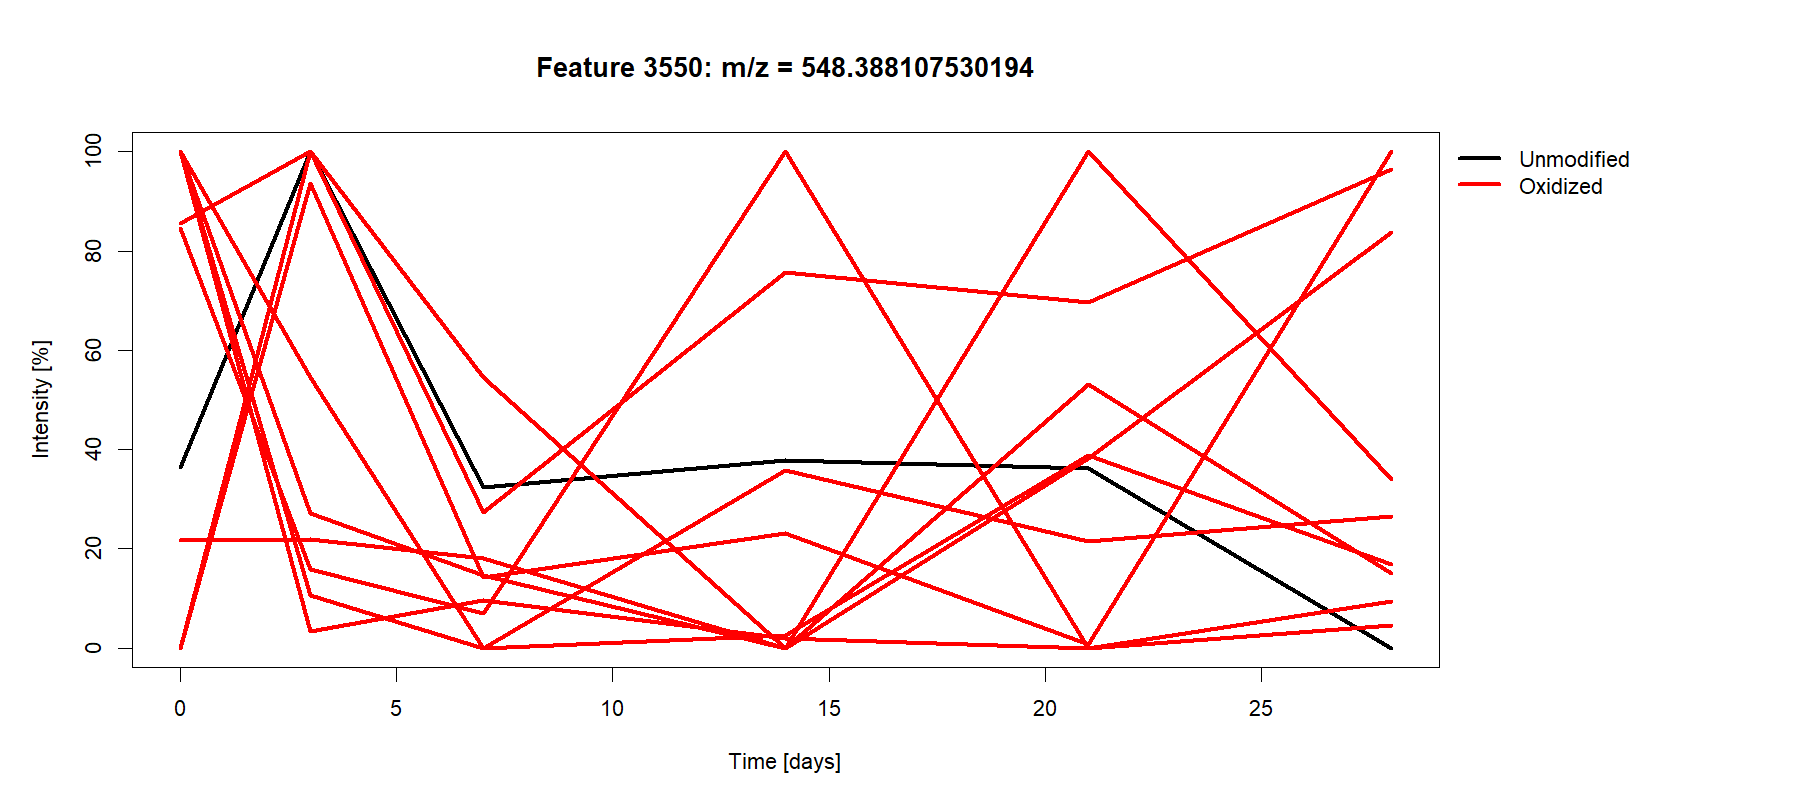 Feature 3550: m/z = 548.388107530194
Unmodified
Oxidized
Intensity [%]
100
80
60
40
20
0
0 5 10 15 20 25
Time [days]